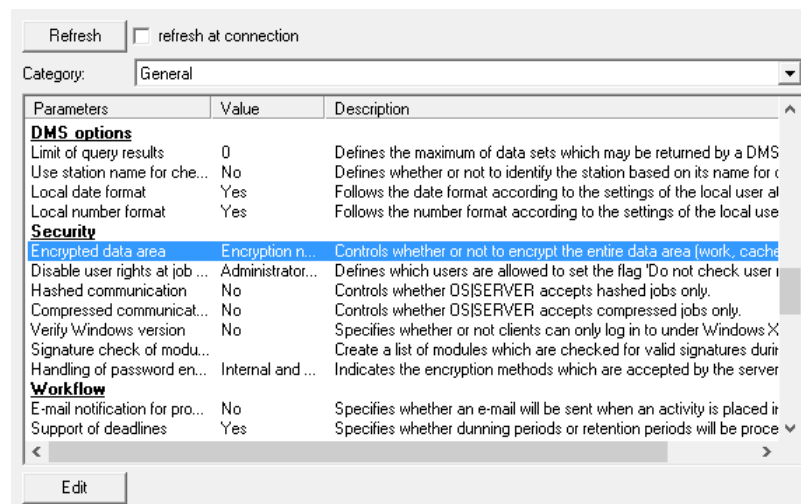 Refresh refresh at connection
Category: General
Parameters Value Description
DMS options
Limit of query results 0 Defines the maximum of data sets which may be returned by a DMS
Use station name for che... No Defines whether or not to identify the station based on its name for
Local date format Yes Follows the date format according to the settings of the local user
Local number format Yes Follows the number format according to the settings of the local use
Security
Encrypted data area Encryption n... Controls whether or not to encrypt the entire data area (work, cache
Disable user rights at job ... Administrator... Defines which users are allowed to set the flag 'Do not check user
Hashed communication No Controls whether OS|SERVER accepts hashed jobs only.
Compressed communicat... No Controls whether OS|SERVER accepts compressed jobs only.
Verify Windows version No Specifies whether or not clients can only log in to under Windows X
Signature check of modu... Create a list of modules which are checked for valid signatures durin
Handling of password en... Internal and ... Indicates the encryption methods which are accepted by the server
Workflow
E-mail notification for pro... No Specifies whether an e-mail will be sent when an activity is placed in
Support of deadlines Yes Specifies whether dunning periods or retention periods will be proce
Edit